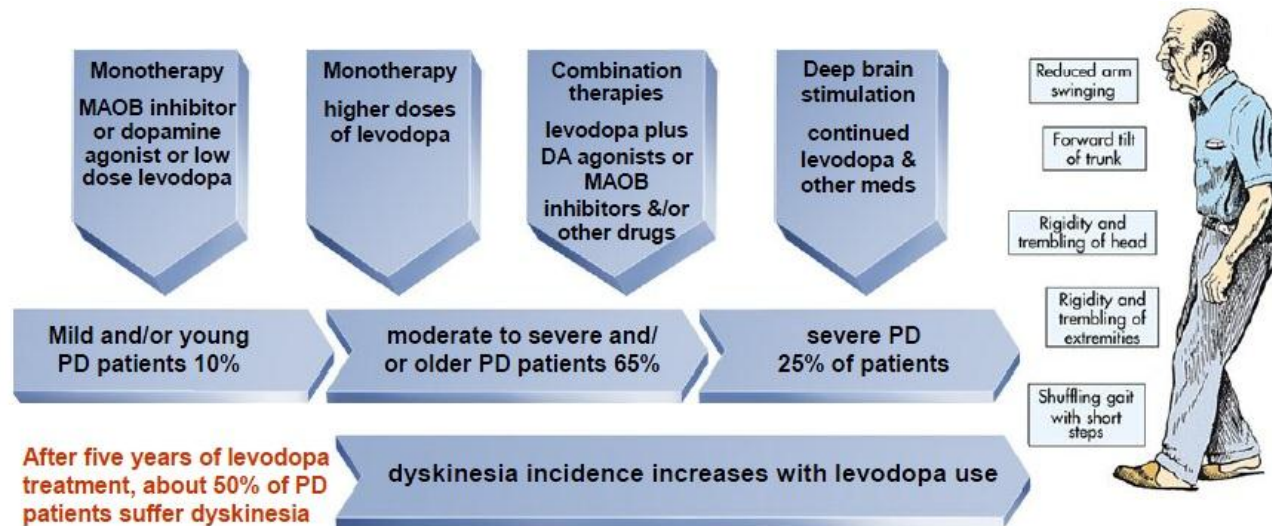 Monotherapy
MAOB inhibitor
or dopamine
agonist or low
dose levodopa
Monotherapy
higher doses
of levodopa
Combination
therapies
levodopa plus
DA agonists or
MAOB
inhibitors &/or
other drugs
Deep brain
stimulation
continued
levodopa &
other meds
Mild and/or young
PD patients 10%
moderate to severe and/
or older PD patients 65%
severe PD
25% of patients
After five years of levodopa
treatment, about 50% of PD
patients suffer dyskinesia
dyskinesia incidence increases with levodopa use
Reduced arm
swinging
Forward tilt
of trunk
Rigidity and
trembling of head
Rigidity and
trembling of
extremities
Shuffling gait
with short
steps